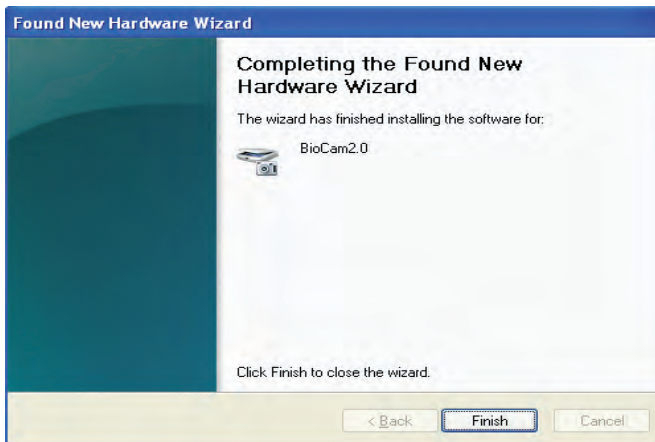 Found New Hardware Wizard
Completing the Found New
Hardware Wizard
The wizard has finished installing the software for:
BioCam2.0
Click Finish to close the wizard.
< Back
Finish
Cancel